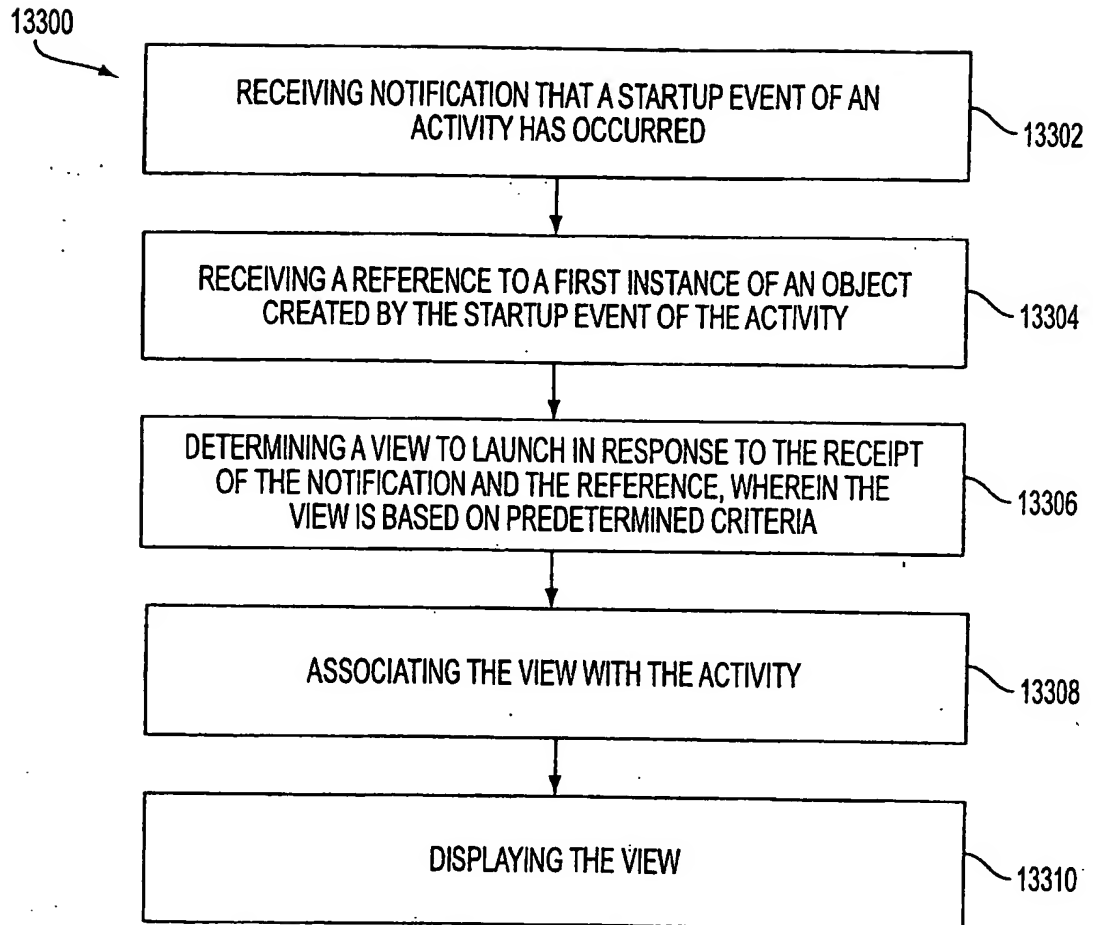 13300
RECEIVING NOTIFICATION THAT A STARTUP EVENT OF AN
ACTIVITY HAS OCCURRED
13302
RECEIVING A REFERENCE TO A FIRST INSTANCE OF AN OBJECT
CREATED BY THE STARTUP EVENT OF THE ACTIVITY
13304
DETERMINING A VIEW TO LAUNCH IN RESPONSE TO THE RECEIPT
OF THE NOTIFICATION AND THE REFERENCE, WHEREIN THE
VIEW IS BASED ON PREDETERMINED CRITERIA
13306
ASSOCIATING THE VIEW WITH THE ACTIVITY
13308
DISPLAYING THE VIEW
13310